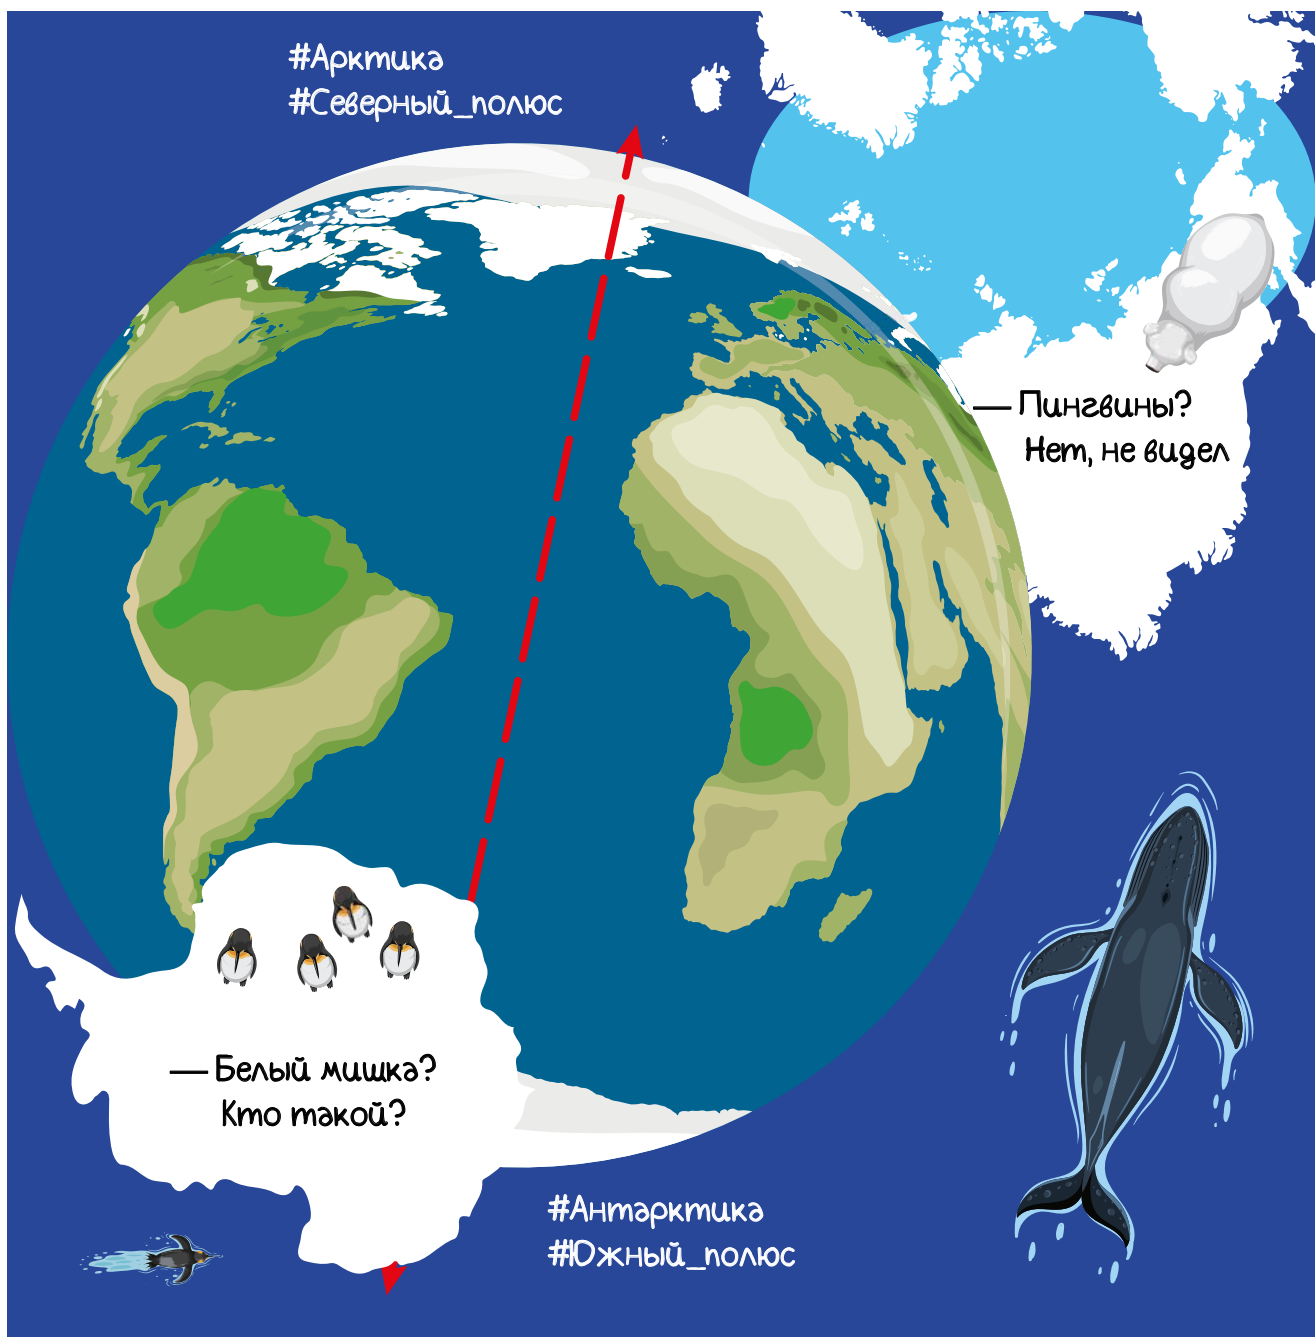 #Арктика
#Северный_полюс
— Пингвины?
Нет, не видел
— Белый мишка?
Кто такой?
#Антарктика
#Южный_полюс